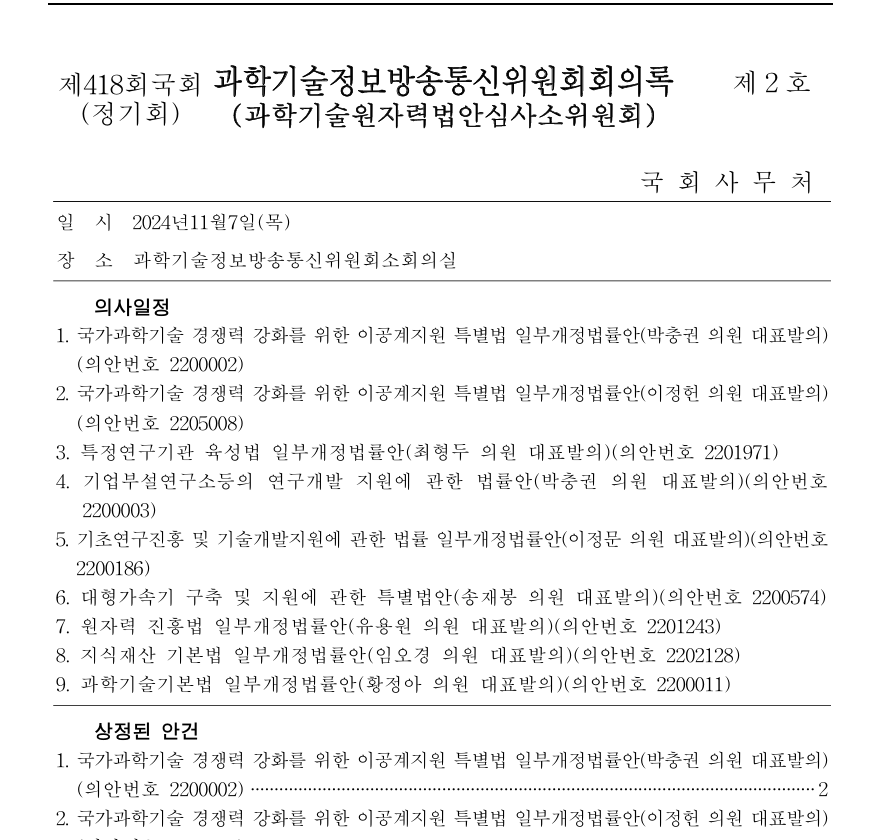 제418회국회 과학기술정보방송통신위원회회의록 제 2 호
(정기회) (과학기술원자력법안심사소위원회)
국 회 사 무 처
일 시 2024년11월7일(목)
장 소 과학기술정보방송통신위원회소회의실
의사일정
1. 국가과학기술 경쟁력 강화를 위한 이공계지원 특별법 일부개정법률안(박충권 의원 대표발의)
(의안번호 2200002)
2. 국가과학기술 경쟁력 강화를 위한 이공계지원 특별법 일부개정법률안(이정헌 의원 대표발의)
(의안번호 2205008)
3. 특정연구기관 육성법 일부개정법률안(최형두 의원 대표발의)(의안번호 2201971)
4. 기업부설연구소등의 연구개발 지원에 관한 법률안(박충권 의원 대표발의)(의안번호
2200003)
5. 기초연구진흥 및 기술개발지원에 관한 법률 일부개정법률안(이정문 의원 대표발의)(의안번호
2200186)
6. 대형가속기 구축 및 지원에 관한 특별법안(송재봉 의원 대표발의)(의안번호 2200574)
7. 원자력 진흥법 일부개정법률안(유용원 의원 대표발의)(의안번호 2201243)
8. 지식재산 기본법 일부개정법률안(임오경 의원 대표발의)(의안번호 2202128)
9. 과학기술기본법 일부개정법률안(황정아 의원 대표발의)(의안번호 2200011)
상정된 안건
1. 국가과학기술 경쟁력 강화를 위한 이공계지원 특별법 일부개정법률안(박충권 의원 대표발의)
(의안번호 2200002) ········································ 2
2. 국가과학기술 경쟁력 강화를 위한 이공계지원 특별법 일부개정법률안(이정헌 의원 대표발의)